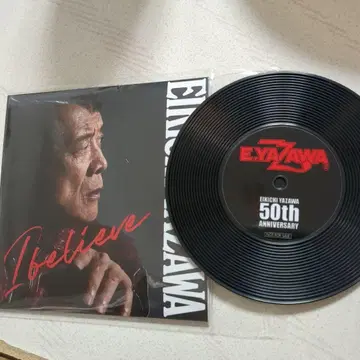 EIKICHI YAZAWA
I believe
E.YAZAWA
EIKICHI YAZAWA
50th
ANNIVERSARY